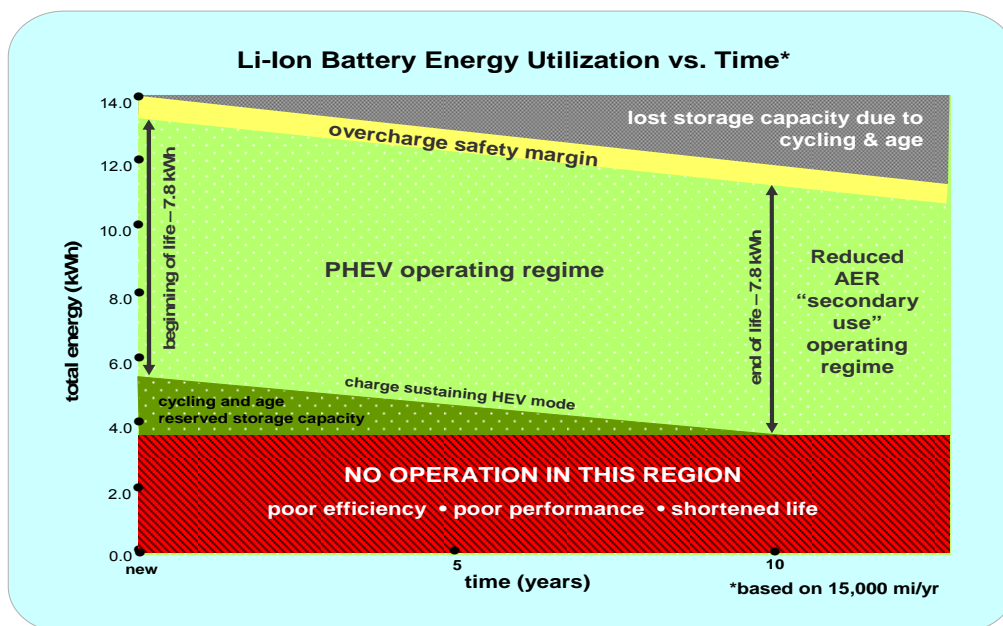 Li-Ion Battery Energy Utilization vs. Time*
14.0
12.0
10.0
8.0
6.0
4.0
2.0
0.0
total energy (kWh)
lost storage capacity due to
cycling & age
overcharge safety margin
beginning of life – 7.8 kWh
PHEV operating regime
end of life – 7.8 kWh
Reduced
AER
“secondary
use”
operating
regime
charge sustaining HEV mode
cycling and age
reserved storage capacity
NO OPERATION IN THIS REGION
poor efficiency • poor performance • shortened life
new
5
10
time (years)
*based on 15,000 mi/yr